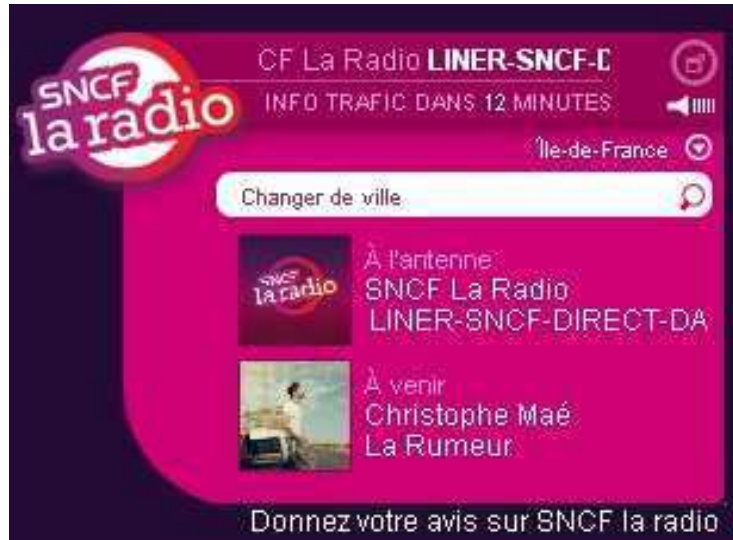 SNCF
la radio
CF La Radio LINER-SNCF-D
INFO TRAFIC DANS 12 MINUTES
Île-de-France
Changer de ville
SNCF
la radio
À l'antenne
SNCF La Radio
LINER-SNCF-DIRECT-DA
À venir
Christophe Maé
La Rumeur
Donnez votre avis sur SNCF la radio